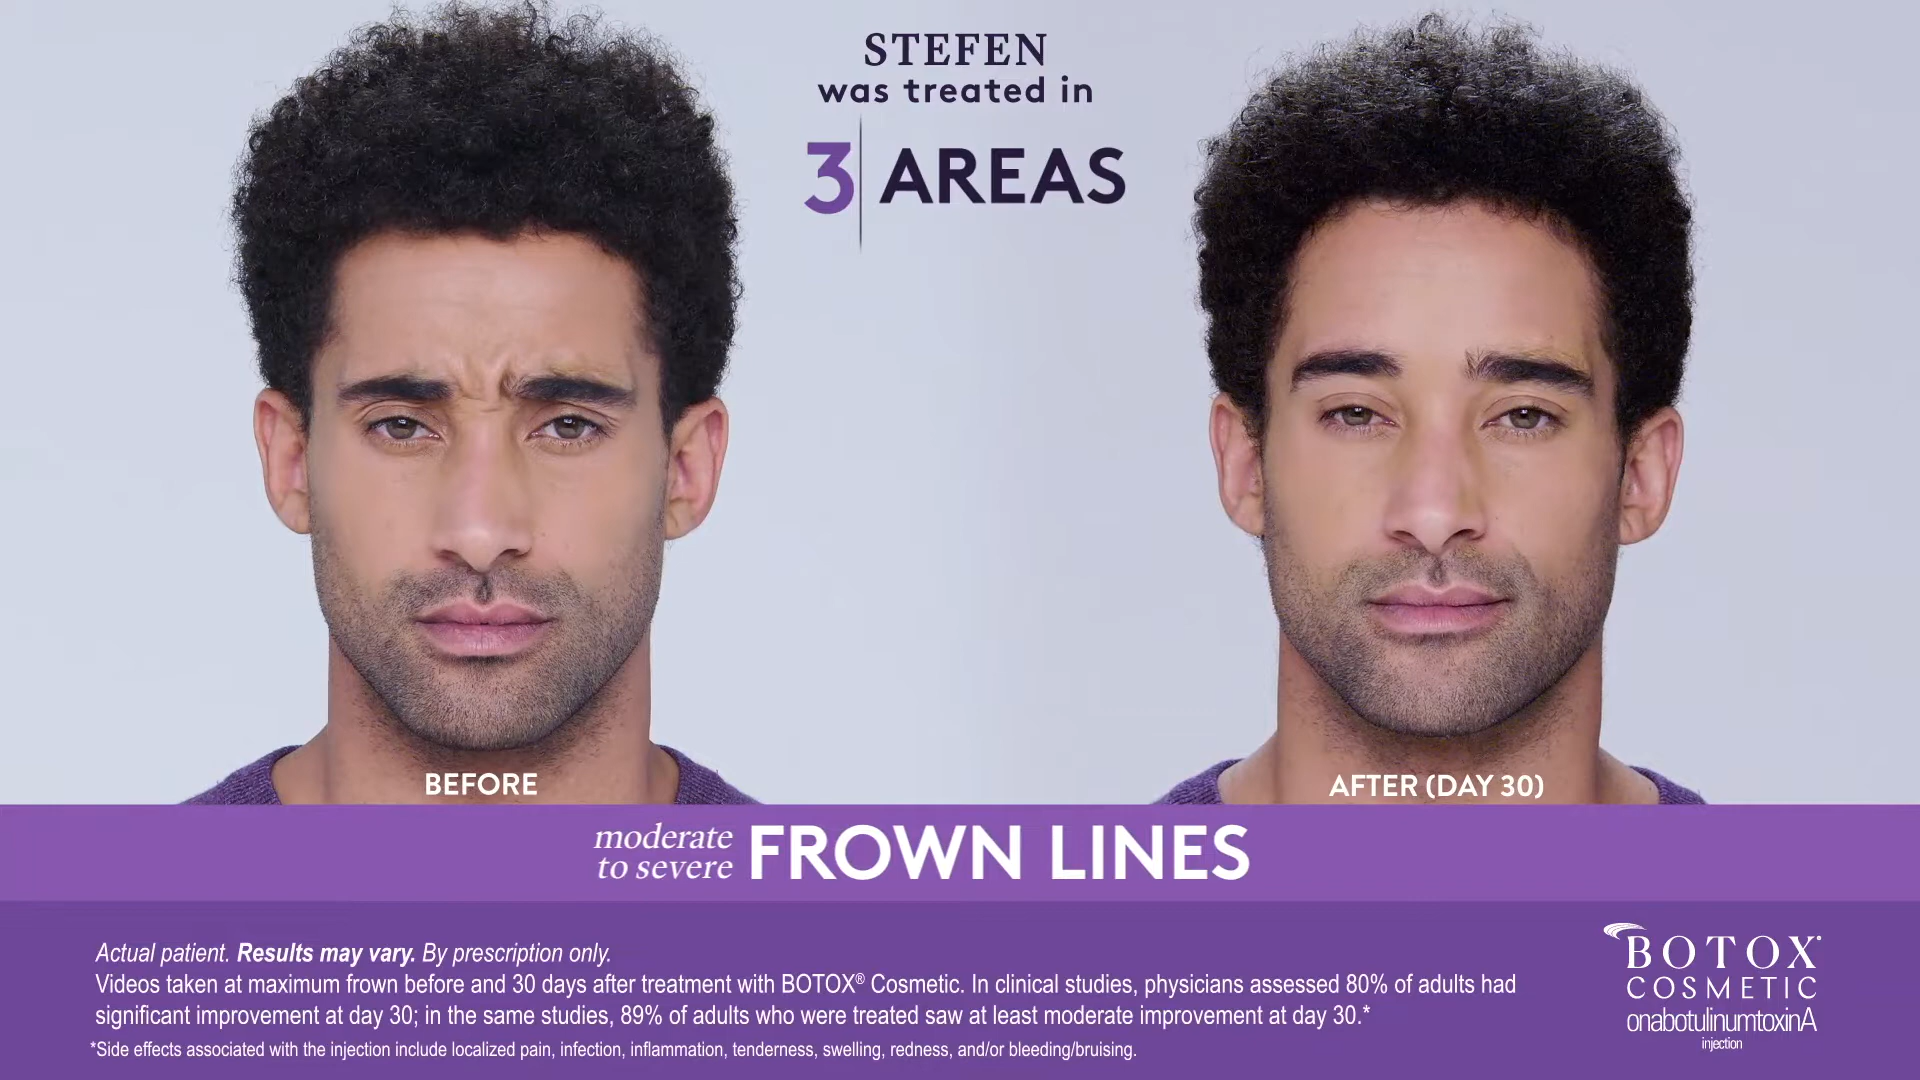 STEFEN
was treated in
3 AREAS
BEFORE
AFTER (DAY 30)
moderate
to severe
FROWN LINES
Actual patient. Results may vary. By prescription only.
Videos taken at maximum frown before and 30 days after treatment with BOTOX® Cosmetic. In clinical studies, physicians assessed 80% of adults had
significant improvement at day 30; in the same studies, 89% of adults who were treated saw at least moderate improvement at day 30.*
*Side effects associated with the injection include localized pain, infection, inflammation, tenderness, swelling, redness, and/or bleeding/bruising.
BOTOX®
COSMETIC
onabotulinumtoxinA
injection